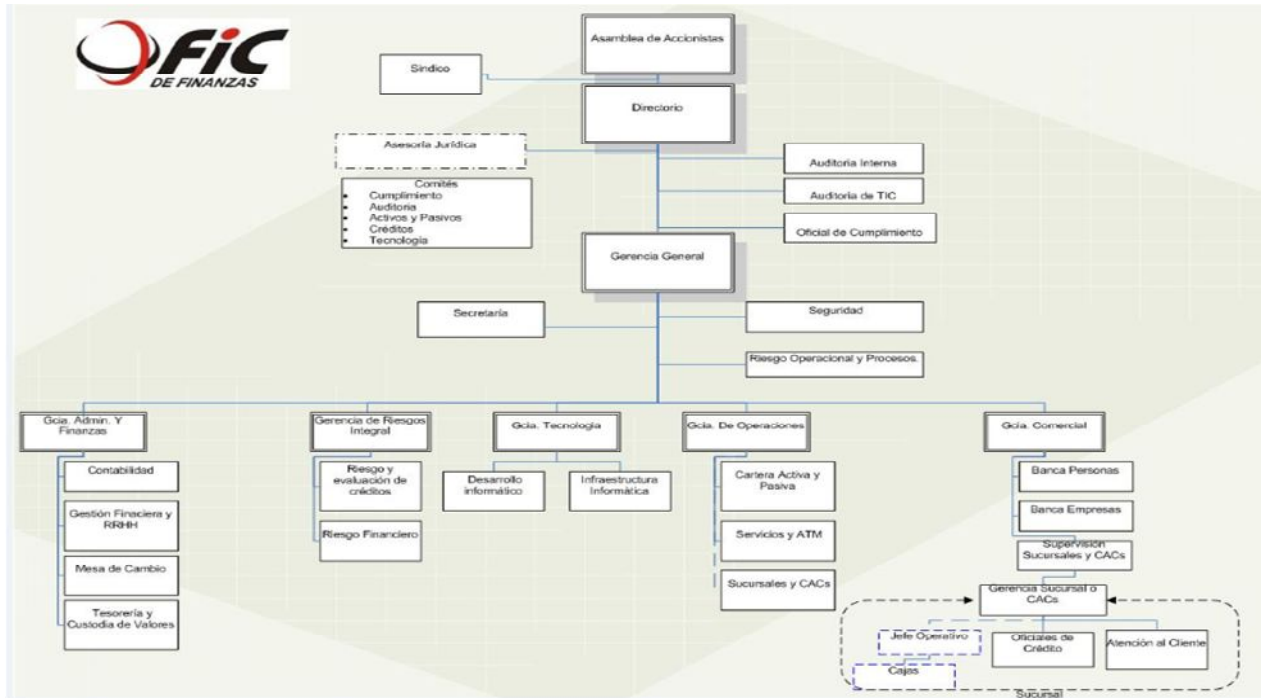 FiC
DE FINANZAS
Asamblea de Accionistas
Síndico
Directorio
Asesoría Jurídica
Auditoria Interna
Comités
• Cumplimiento
• Auditoria
• Activos y Pasivos
• Créditos
• Tecnología
Auditoria de TIC
Oficial de Cumplimiento
Gerencia General
Secretaría
Seguridad
Riesgo Operacional y Procesos.
Gcia. Admin. Y
Finanzas
Contabilidad
Gestión Finaciera y
RRHH
Mesa de Cambio
Tesorería y
Custodia de Valores
Gerencia de Riesgos
Integral
Riesgo y
evaluación de
créditos
Riesgo Financiero
Gcia. Tecnologia
Desarrollo
informático
Infraestructura
Informática
Gcia. De Operaciones
Cartera Activa y
Pasiva
Servicios y ATM
Sucursales y CACs
Gcia. Comercial
Banca Personas
Banca Empresas
Supervisión
Sucursales y CACs
Gerencia Sucursal o
CACs
Jefe Operativo
Cajas
Oficiales de
Crédito
Atención al Cliente
Sucursal